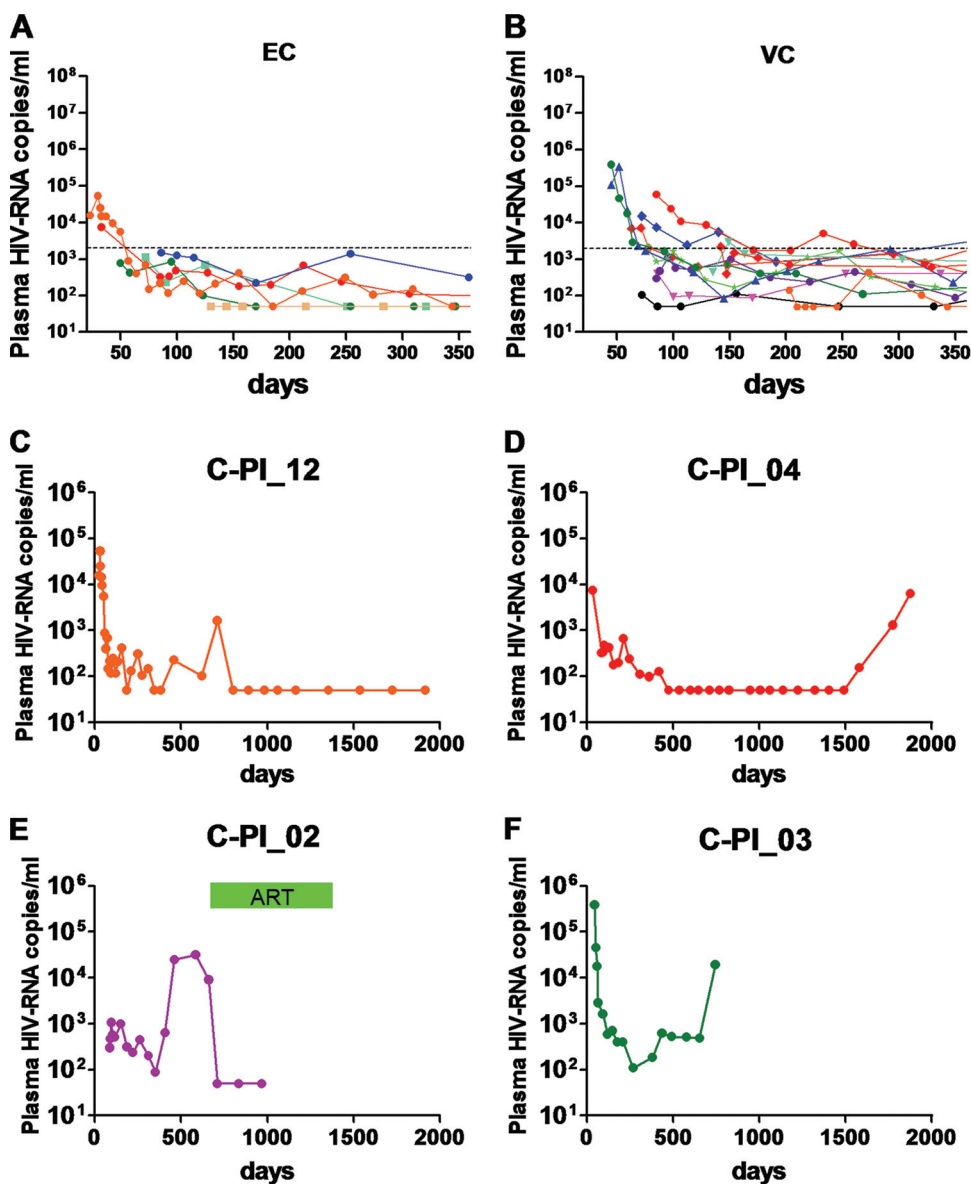 A
EC
Plasma HIV-RNA copies/ml
10⁸
10⁷
10⁶
10⁵
10⁴
10³
10²
10¹
50 100 150 200 250 300 350
days
B
VC
Plasma HIV-RNA copies/ml
10⁸
10⁷
10⁶
10⁵
10⁴
10³
10²
10¹
50 100 150 200 250 300 350
days
C
C-PI_12
Plasma HIV-RNA copies/ml
10⁶
10⁵
10⁴
10³
10²
10¹
0 500 1000 1500 2000
days
D
C-PI_04
Plasma HIV-RNA copies/ml
10⁶
10⁵
10⁴
10³
10²
10¹
0 500 1000 1500 2000
days
E
C-PI_02
Plasma HIV-RNA copies/ml
10⁶
10⁵
10⁴
10³
10²
10¹
ART
0 500 1000 1500 2000
days
F
C-PI_03
Plasma HIV-RNA copies/ml
10⁶
10⁵
10⁴
10³
10²
10¹
0 500 1000 1500 2000
days